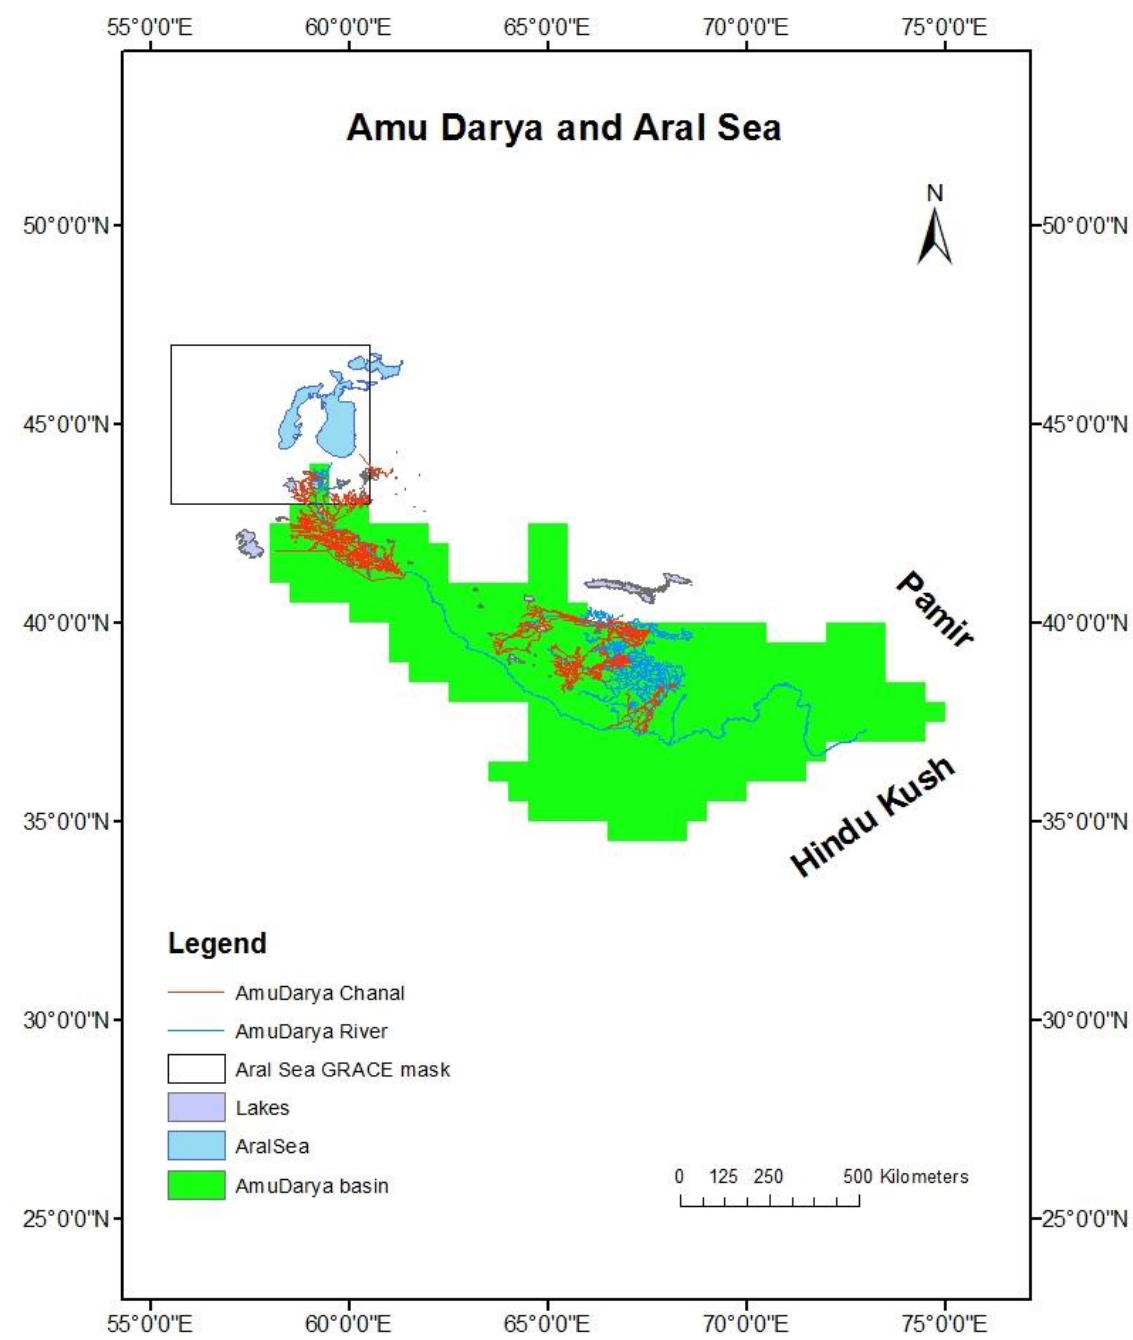 55°0'0"E 60°0'0"E 65°0'0"E 70°0'0"E 75°0'0"E
Amu Darya and Aral Sea
N
50°0'0"N 50°0'0"N
45°0'0"N 45°0'0"N
Pamir
40°0'0"N 40°0'0"N
Hindu Kush
35°0'0"N 35°0'0"N
Legend
AmuDarya Chanal
30°0'0"N 30°0'0"N
AmuDarya River
Aral Sea GRACE mask
Lakes
AralSea
AmuDarya basin
0 125 250 500 Kilometers
25°0'0"N 25°0'0"N
55°0'0"E 60°0'0"E 65°0'0"E 70°0'0"E 75°0'0"E